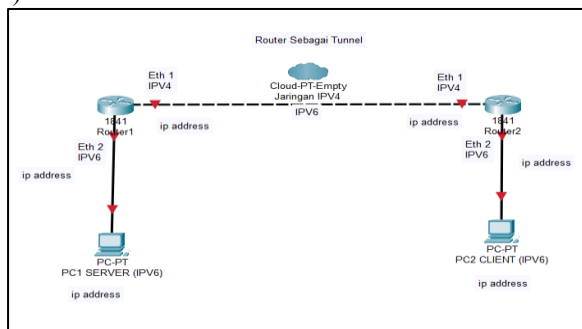 )
Router Sebagai Tunnel
Eth 1
IPV4
Cloud-PT-Empty
Jaringan IPV4
IPV6
Eth 1
IPV4
1841
Router1
ip address
ip address
1841
Router2
Eth 2
IPV6
Eth 2
IPV6
ip address
ip address
PC-PT
PC1 SERVER (IPV6)
ip address
PC-PT
PC2 CLIENT (IPV6)
ip address